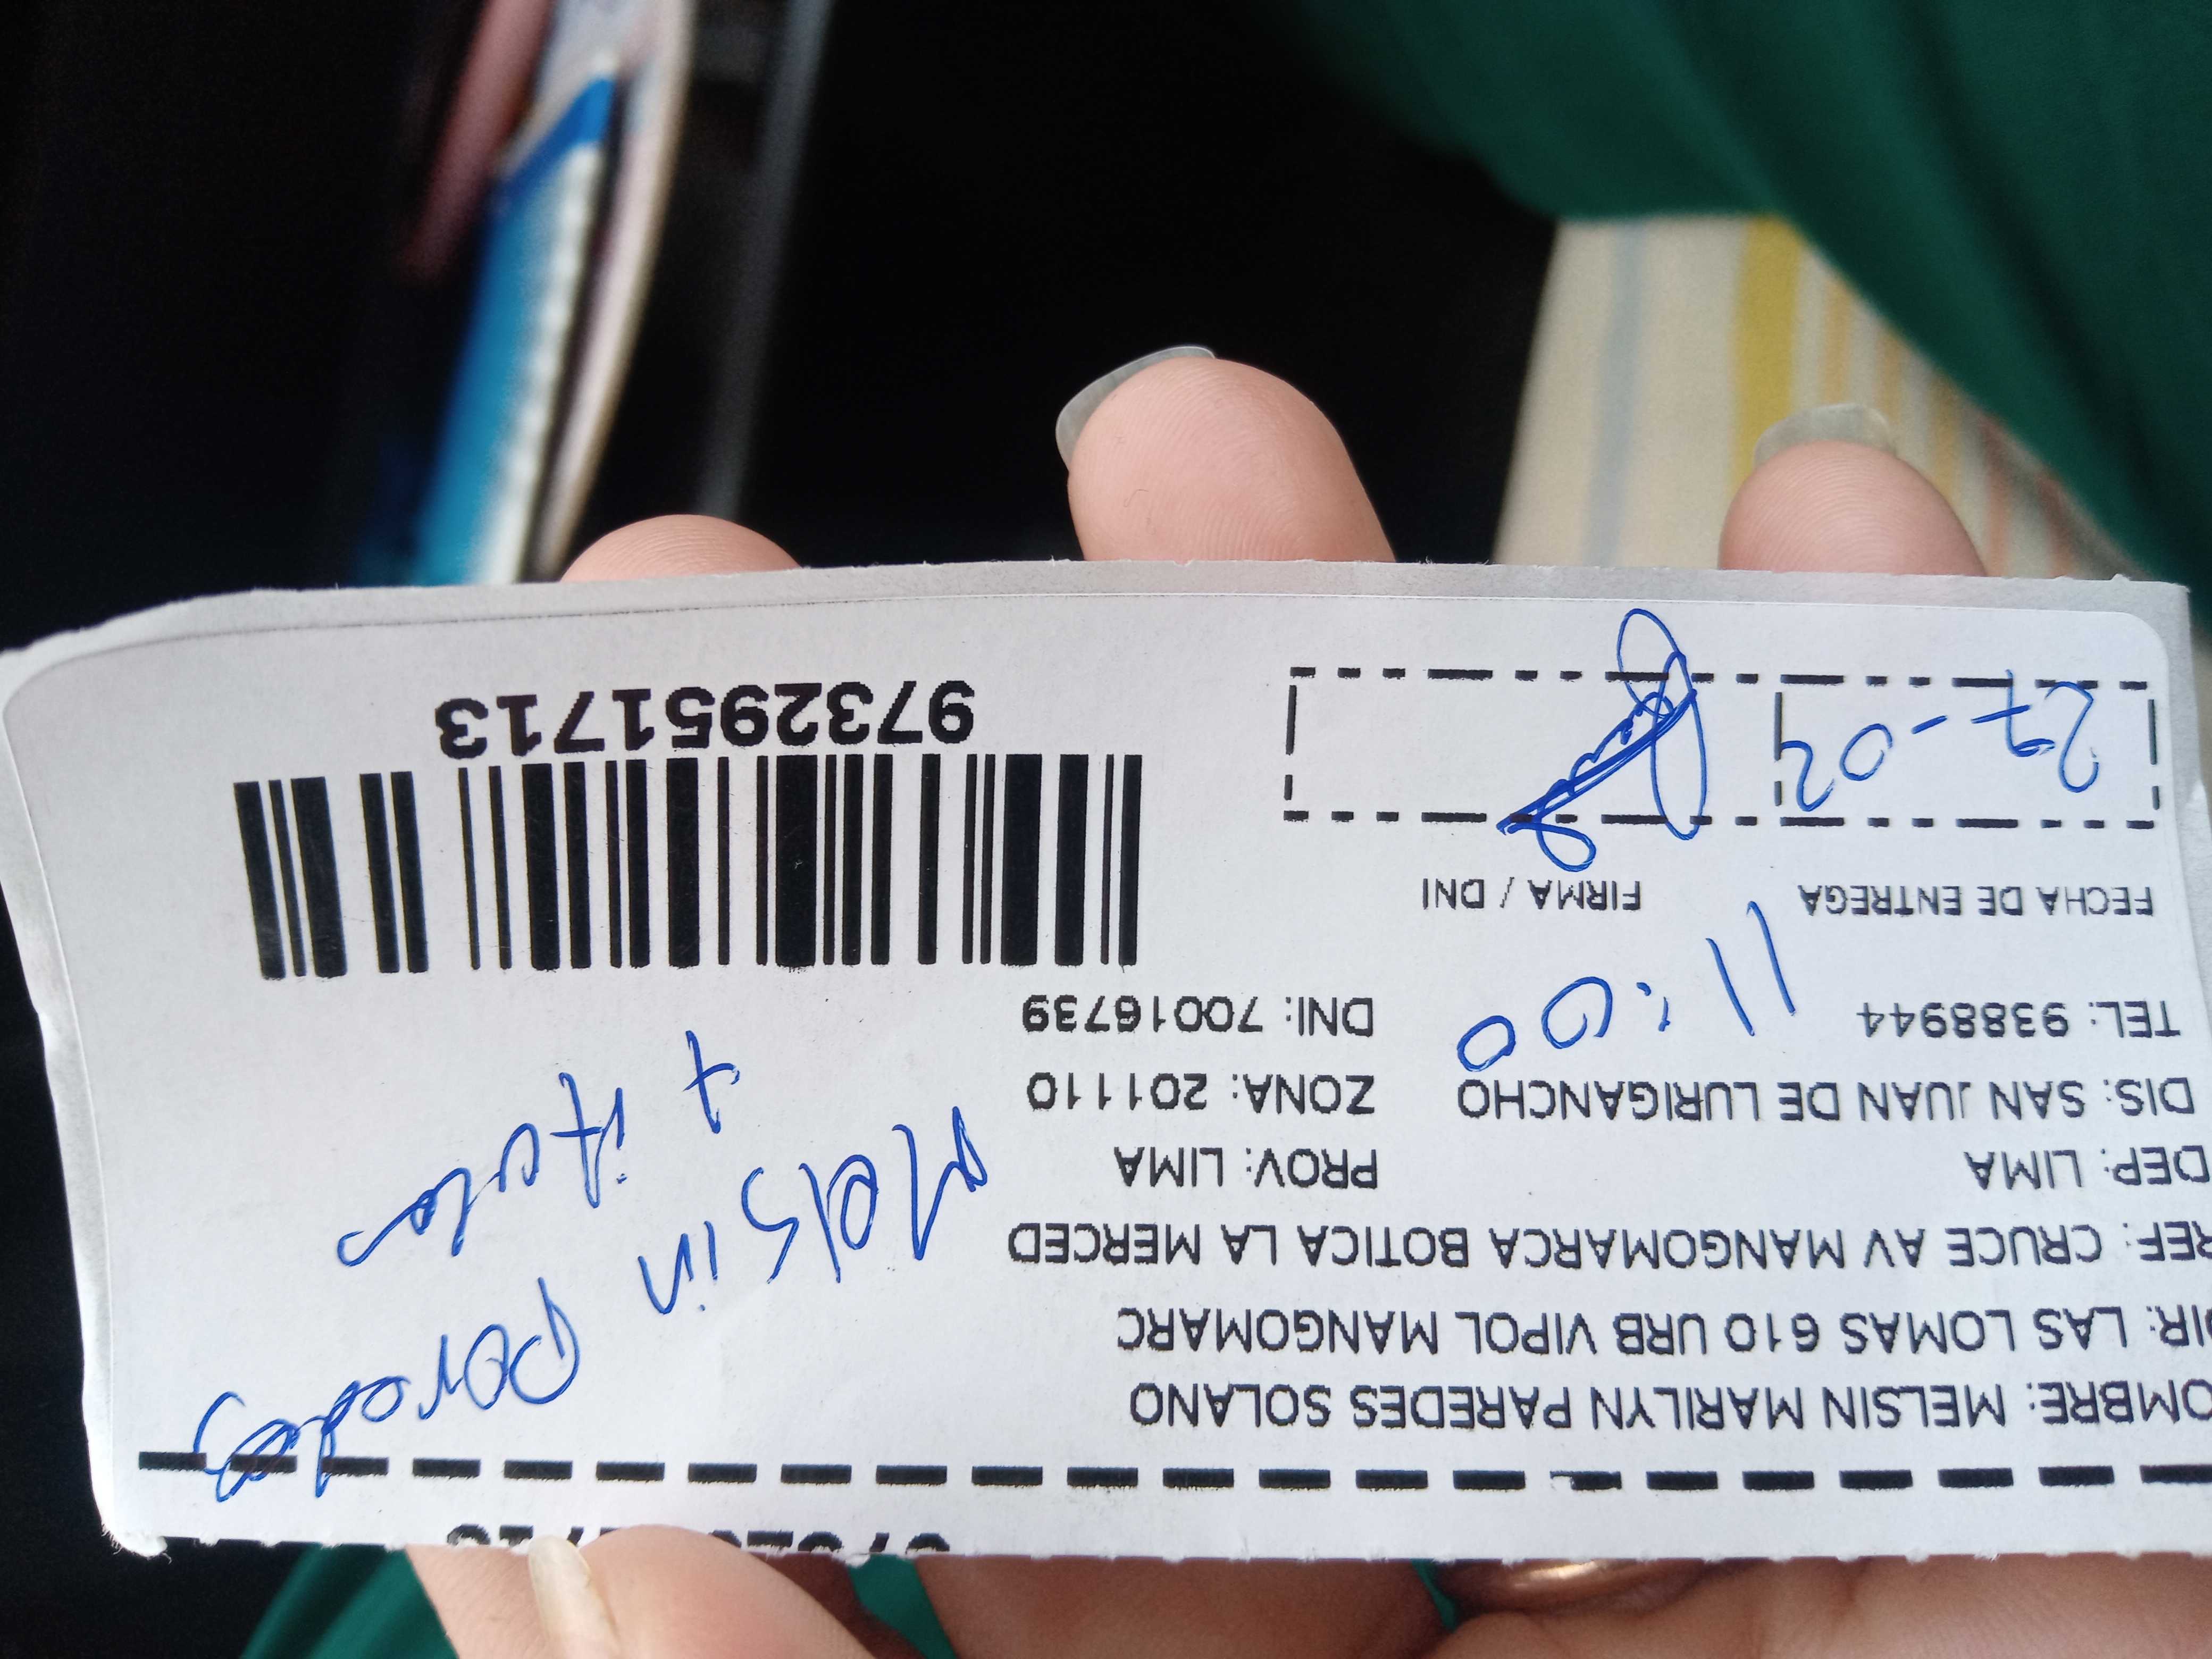 OMBRE: MELSIN MARILYN PAREDES SOLANO
DIR: LAS LOMAS 610 URB VIPOL MANGOMARC
REF: CRUCE AV MANGOMARCA BOTICA LA MERCED
DEP: LIMA PROV: LIMA
DIS: SAN JUAN DE LURIGANCHO ZONA: 201110
TEL: 9388944 DNI: 70016739
11:00
FECHA DE ENTREGA FIRMA / DNI
27-04
Melsin Paredes
+ itular
9732951713